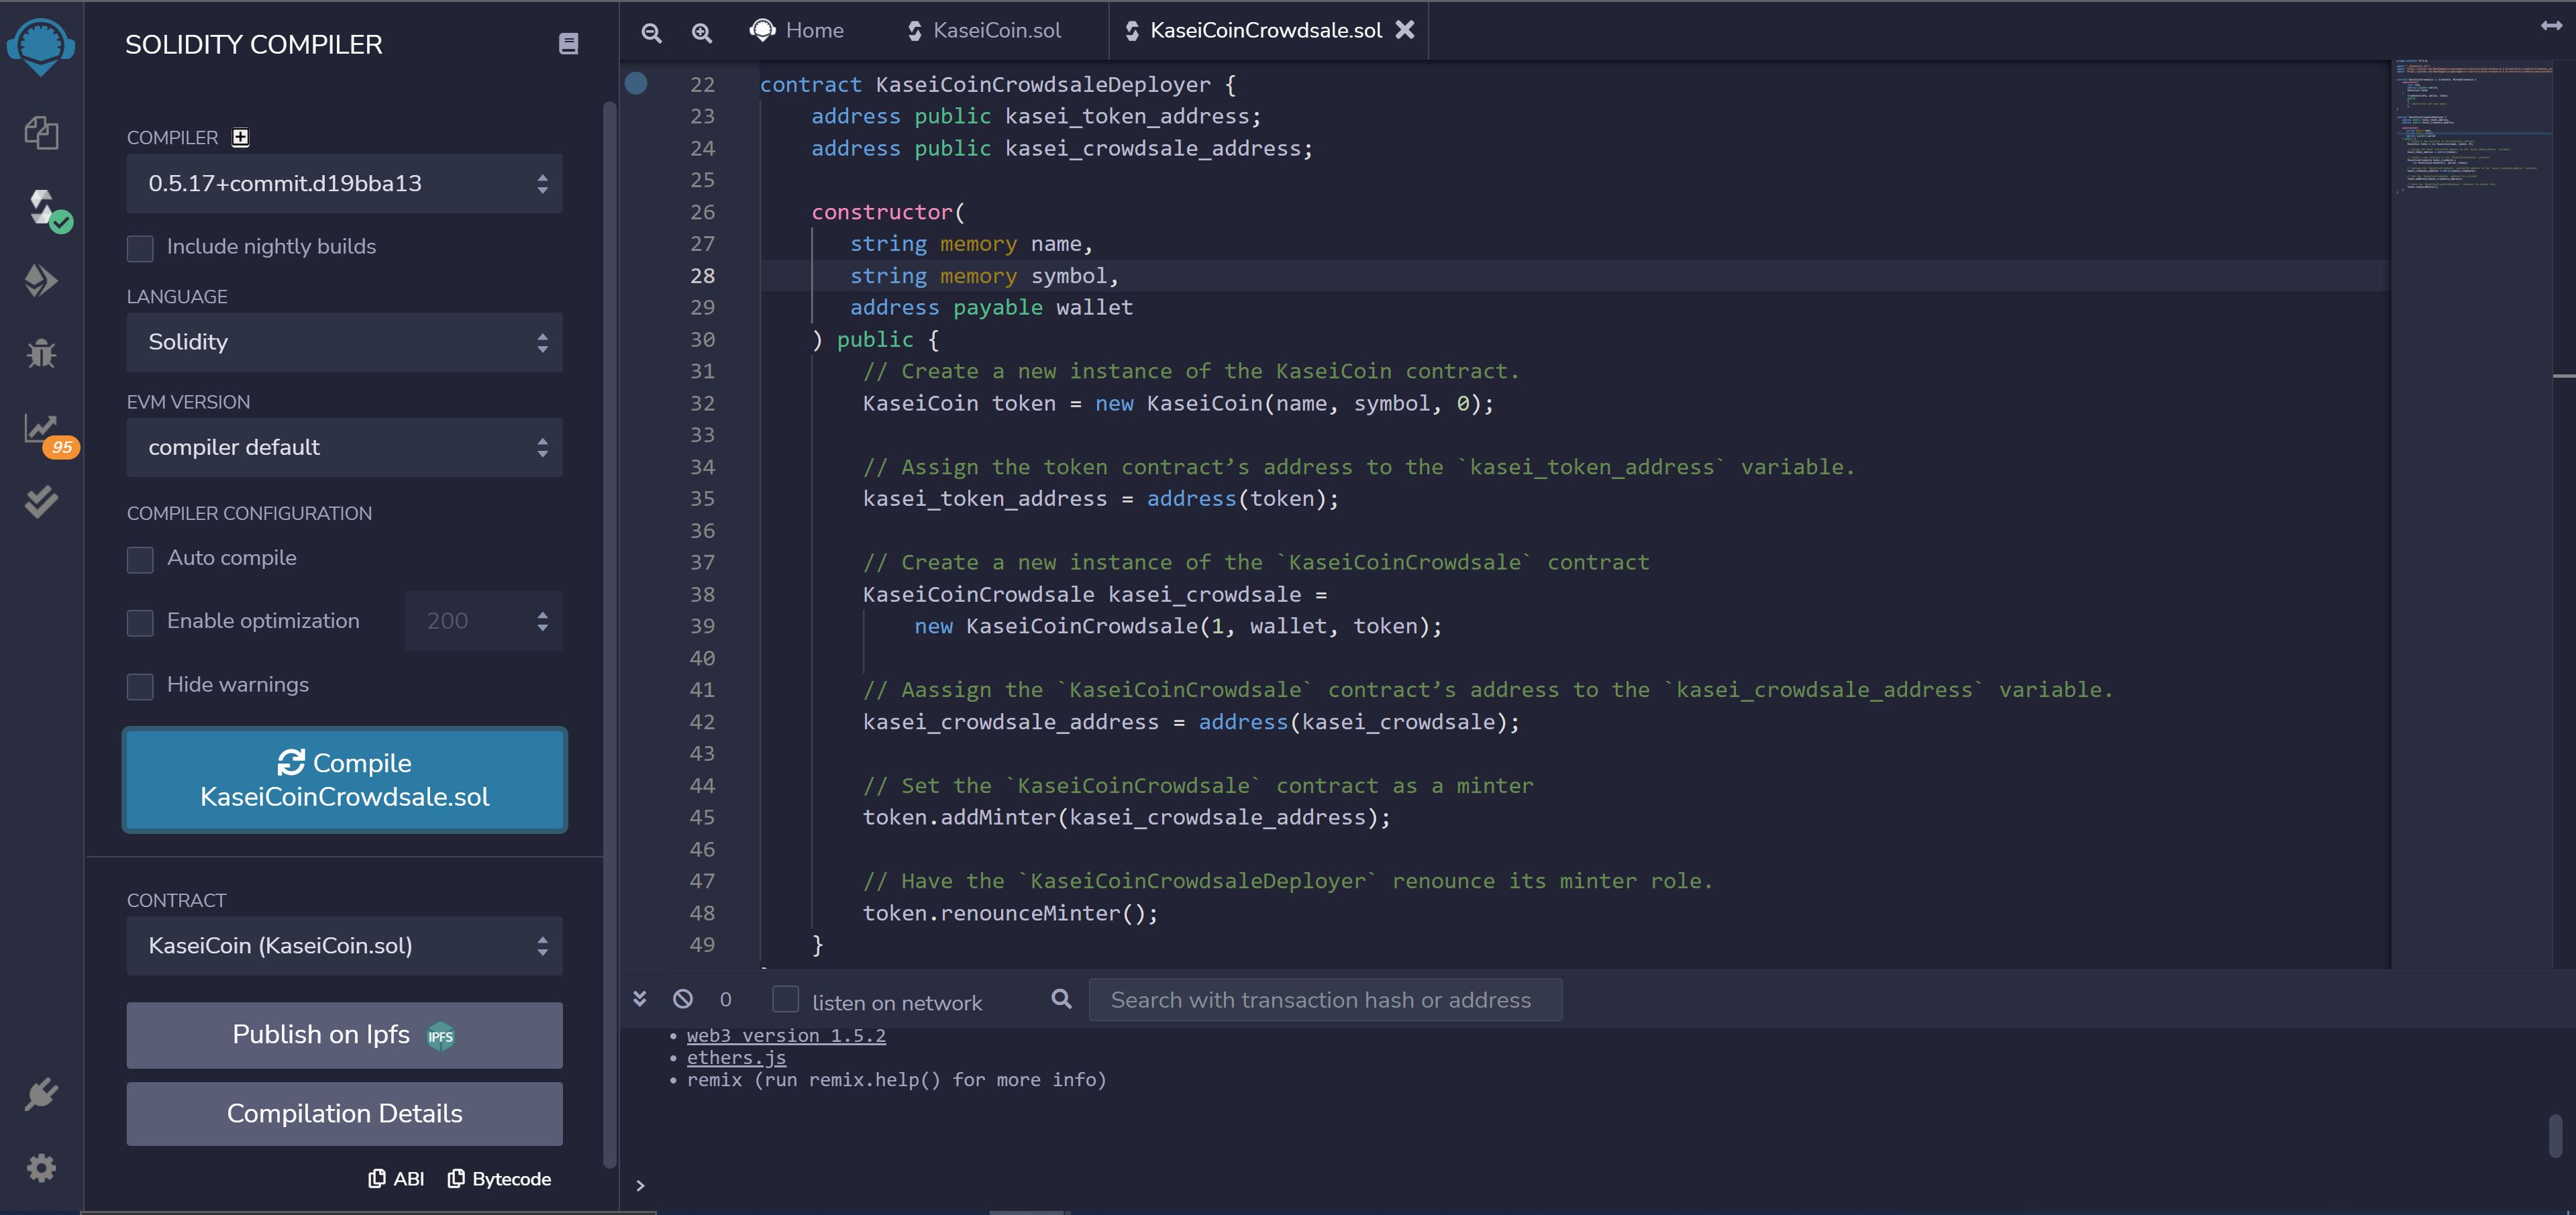 SOLIDITY COMPILER
COMPILER
0.5.17+commit.d19bba13
Include nightly builds
LANGUAGE
Solidity
EVM VERSION
compiler default
95
COMPILER CONFIGURATION
Auto compile
Enable optimization 200
Hide warnings
Compile
KaseiCoinCrowdsale.sol
CONTRACT
KaseiCoin (KaseiCoin.sol)
Publish on Ipfs IPFS
Compilation Details
ABI Bytecode
Home KaseiCoin.sol KaseiCoinCrowdsale.sol
22 contract KaseiCoinCrowdsaleDeployer {
23 address public kasei_token_address;
24 address public kasei_crowdsale_address;
25
26 constructor(
27 string memory name,
28 string memory symbol,
29 address payable wallet
30 ) public {
31 // Create a new instance of the KaseiCoin contract.
32 KaseiCoin token = new KaseiCoin(name, symbol, 0);
33
34 // Assign the token contract’s address to the `kasei_token_address` variable.
35 kasei_token_address = address(token);
36
37 // Create a new instance of the `KaseiCoinCrowdsale` contract
38 KaseiCoinCrowdsale kasei_crowdsale =
39 new KaseiCoinCrowdsale(1, wallet, token);
40
41 // Aassign the `KaseiCoinCrowdsale` contract’s address to the `kasei_crowdsale_address` variable.
42 kasei_crowdsale_address = address(kasei_crowdsale);
43
44 // Set the `KaseiCoinCrowdsale` contract as a minter
45 token.addMinter(kasei_crowdsale_address);
46
47 // Have the `KaseiCoinCrowdsaleDeployer` renounce its minter role.
48 token.renounceMinter();
49 }
0 listen on network Search with transaction hash or address
• web3 version 1.5.2
• ethers.js
• remix (run remix.help() for more info)
>